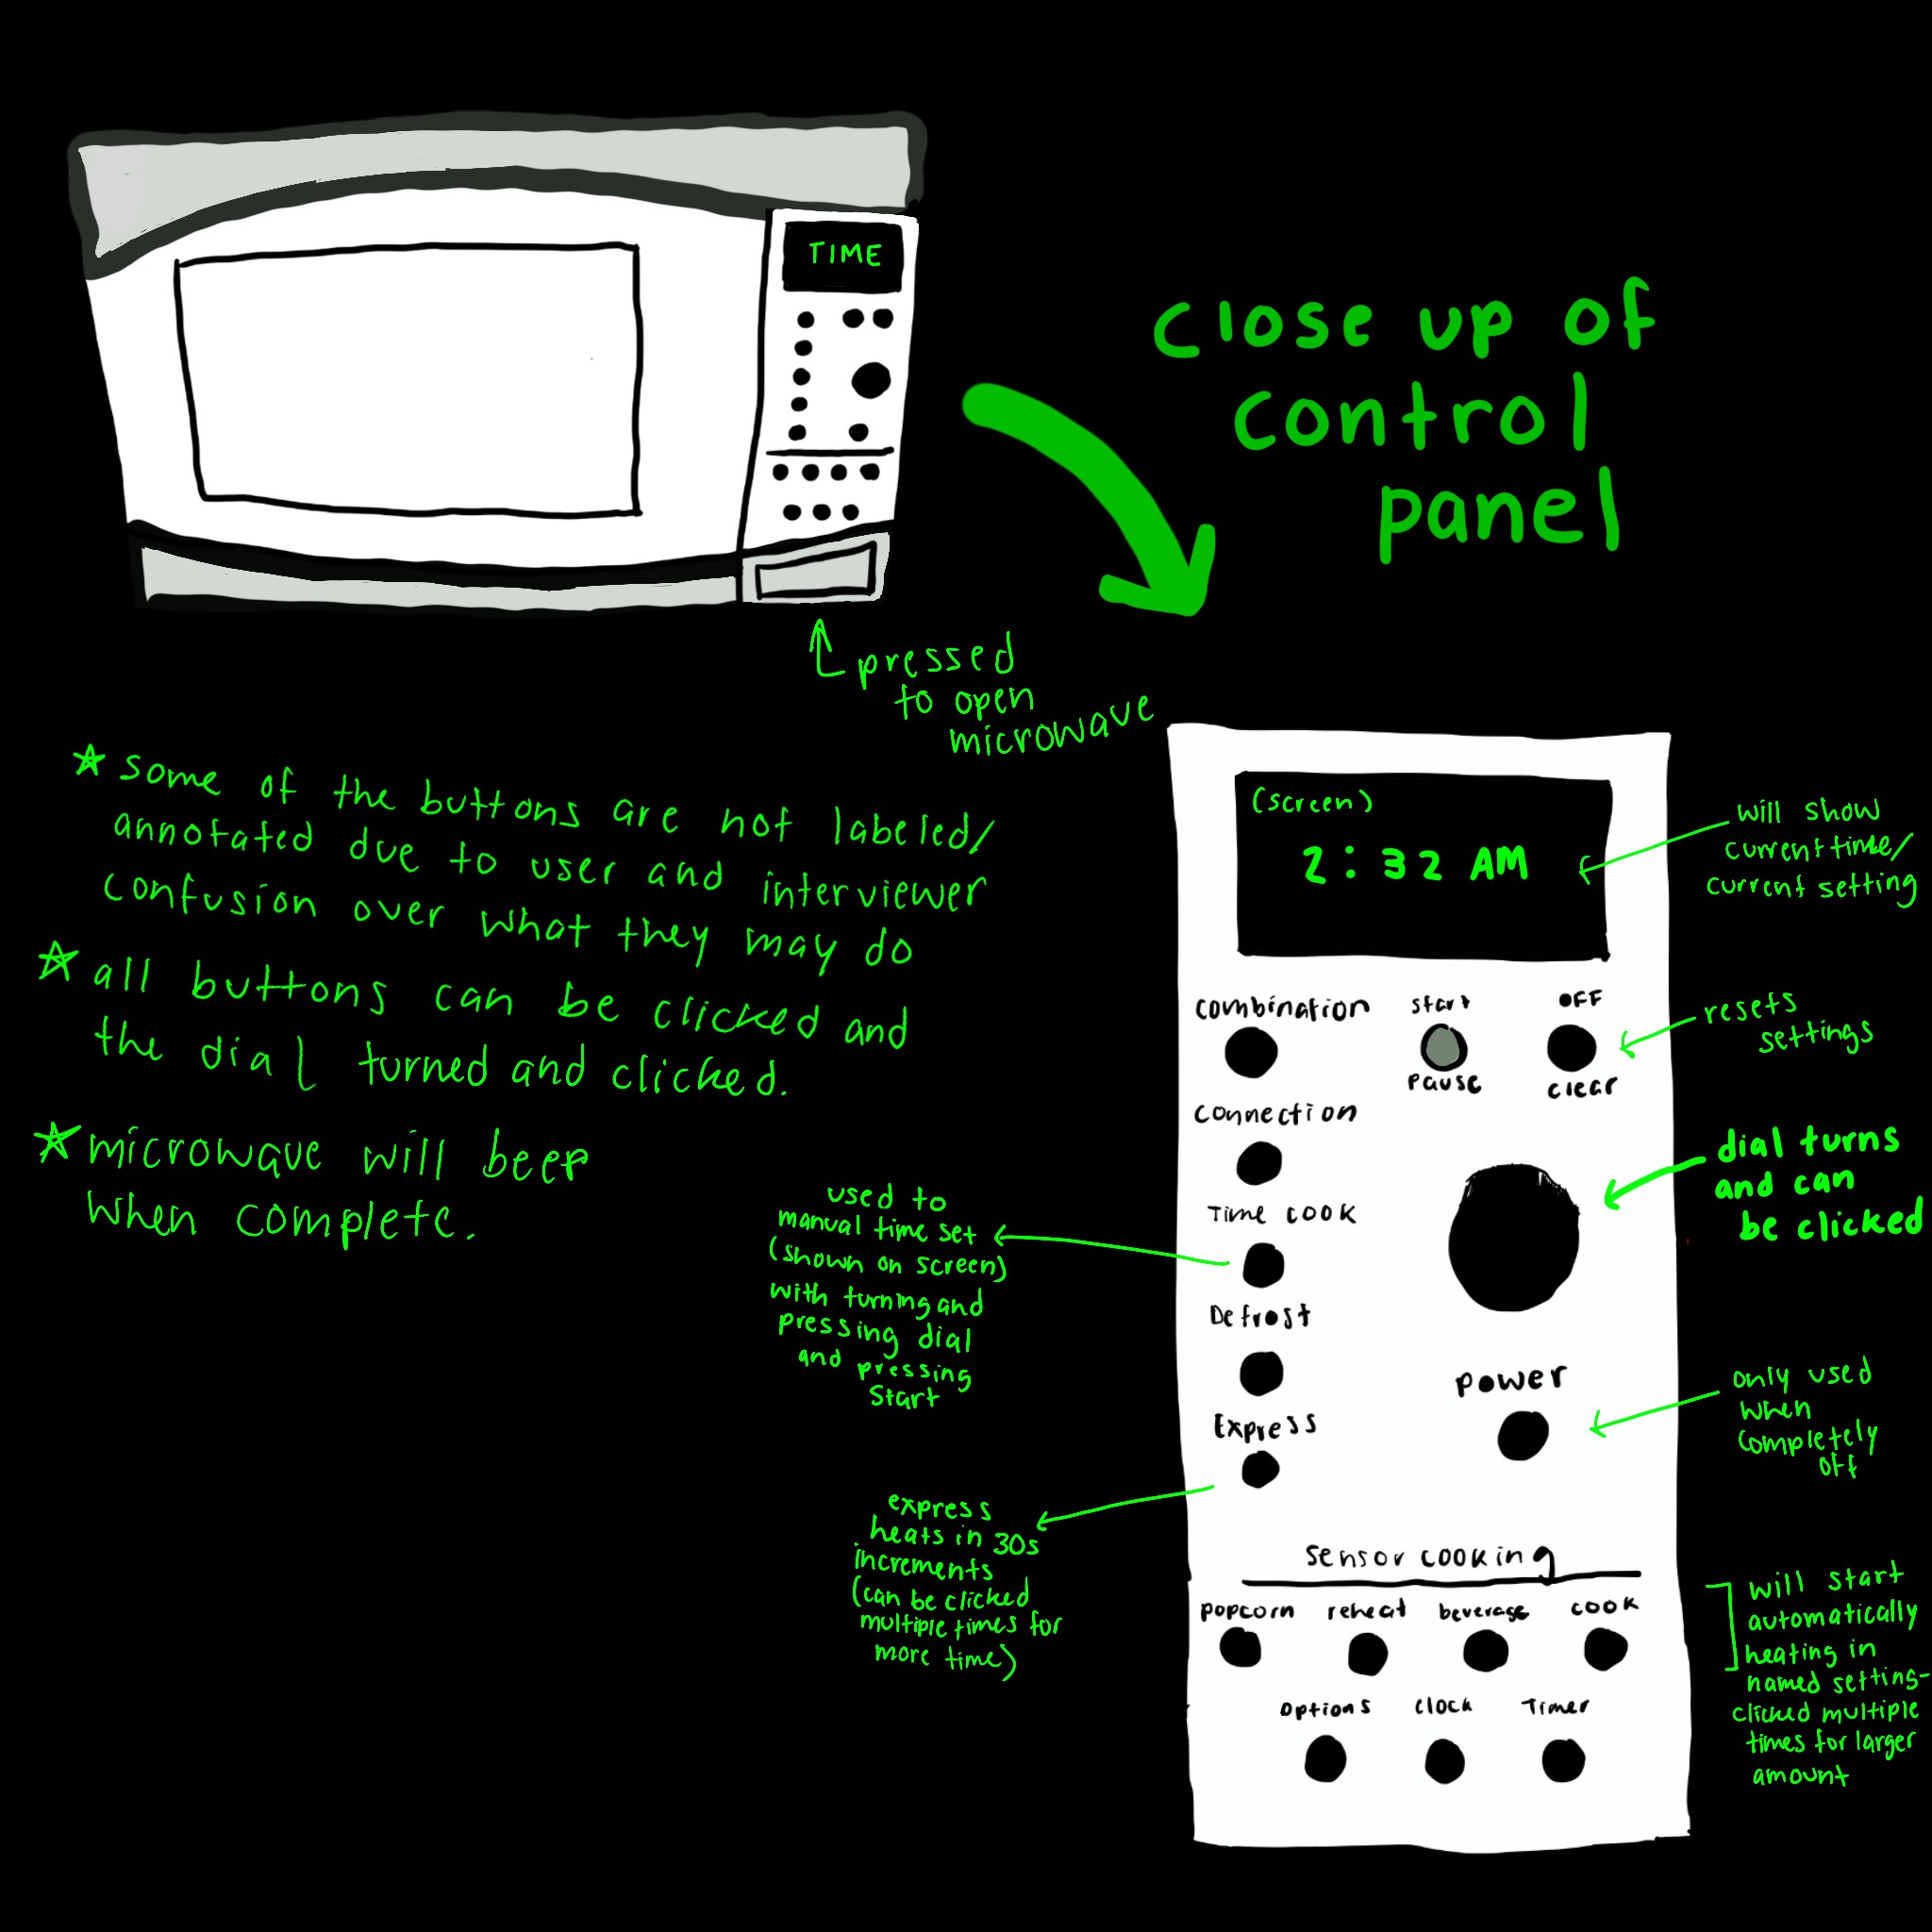 TIME
close up of
control
panel
pressed
to open
microwave
some of the buttons are not labeled/
annotated due to user and interviewer
confusion over what they may do
all buttons can be clicked and
the dial turned and clicked.
microwave will beep
when complete.
(screen)
2:32 AM
will show
current time/
current setting
combination
start
OFF
pause
clear
resets
settings
connection
dial turns
and can
be clicked
Time cook
used to
manual time set
(shown on screen)
with turning and
pressing dial
and pressing
start
Defrost
power
only used
when
completely
off
Express
express
heats in 30s
increments
(can be clicked
multiple times for
more time)
sensor cooking
popcorn reheat beverage cook
options clock Timer
will start
automatically
heating in
named setting-
clicked multiple
times for larger
amount